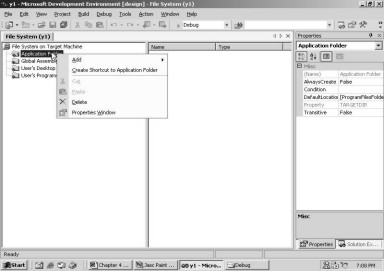 y1 - Microsoft Development Environment [design] - File System (y1)
File Edit View Project Build Debug Tools Action Window Help
Debug
File System (y1)
File System on Target Machine
Application
Global Assemb
User's Desktop
User's Program
Name Type
Add
Create Shortcut to Application Folder
Cut
Paste
Delete
Properties Window
Properties
Application Folder
Misc
(Name) Application Folder
AlwaysCreate False
Condition
DefaultLocation [ProgramFilesFolde
Property TARGETDIR
Transitive False
Misc
Properties Solution Ex...
Ready
Start Chapter 4 ... Jasc Paint ... y1 - Micro... Debug 7:08 PM